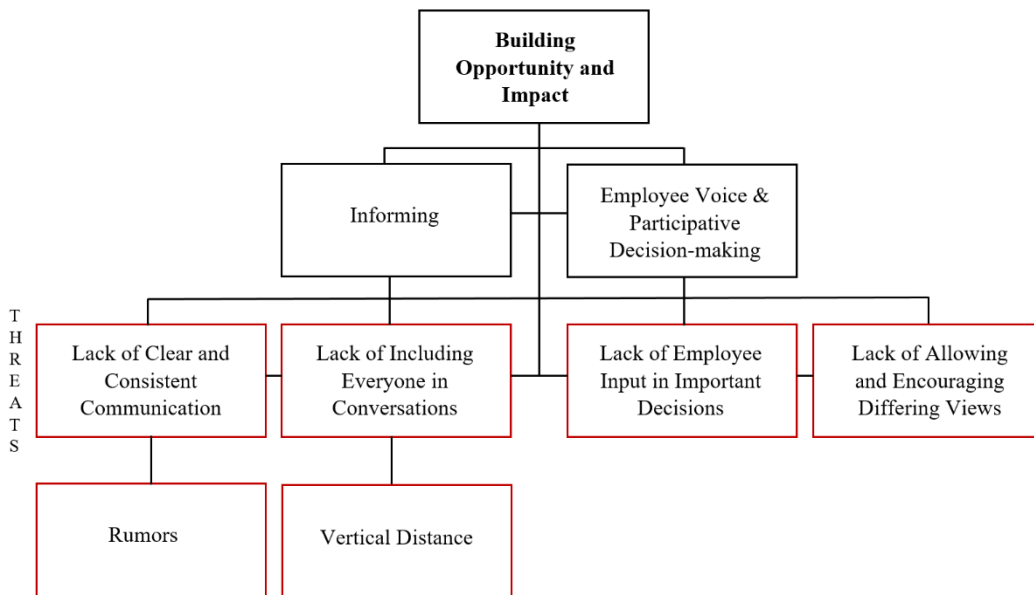 Building
Opportunity and
Impact
Informing
Employee Voice &
Participative
Decision-making
T
H
R
E
A
T
S
Lack of Clear and
Consistent
Communication
Lack of Including
Everyone in
Conversations
Lack of Employee
Input in Important
Decisions
Lack of Allowing
and Encouraging
Differing Views
Rumors
Vertical Distance